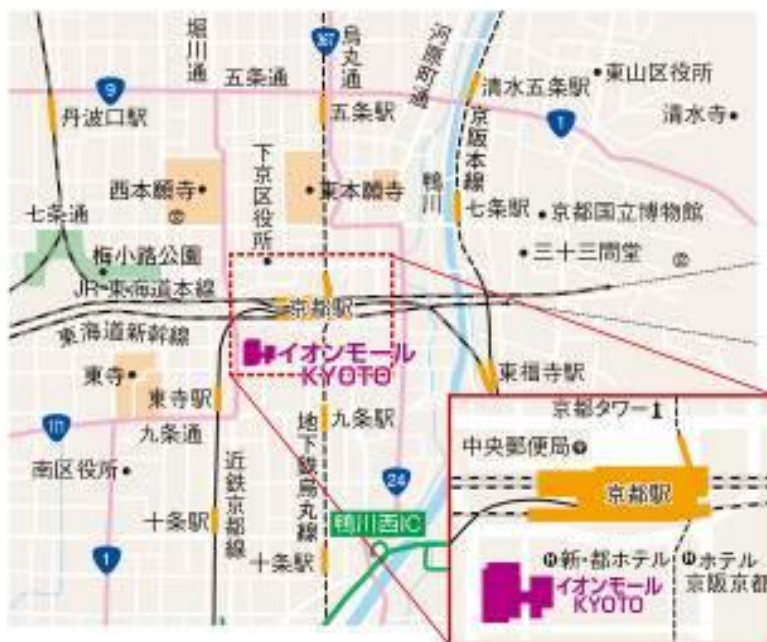 堀川通
367
烏丸通
河原町通
9
五条通
清水五条駅
東山区役所
丹波口駅
五条駅
1
清水寺
京阪本線
下京区役所
西本願寺
東本願寺
鴨川
七条通
七条駅
京都国立博物館
梅小路公園
三十三間堂
JR・東海道本線
京都駅
東海道新幹線
イオンモール
KYOTO
東寺
東福寺駅
東寺駅
九条駅
京都タワー
九条通
地下鉄烏丸線
中央郵便局
南区役所
近鉄京都線
24
京都駅
十条駅
鴨川西IC
1
十条駅
新・都ホテル
ホテル
京阪京都
イオンモール
KYOTO